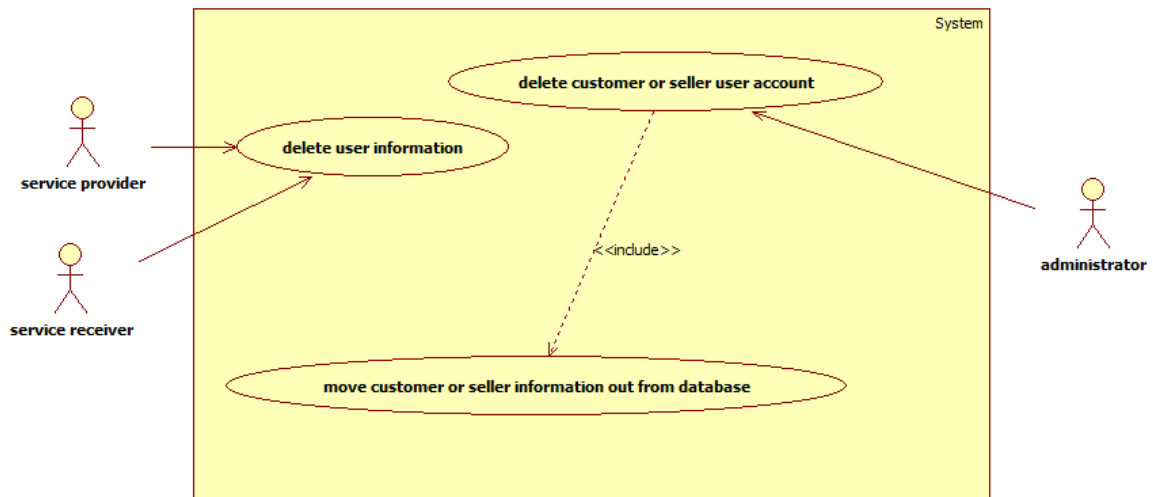 System
delete customer or seller user account
delete user information
service provider
administrator
<<include>>
service receiver
move customer or seller information out from database